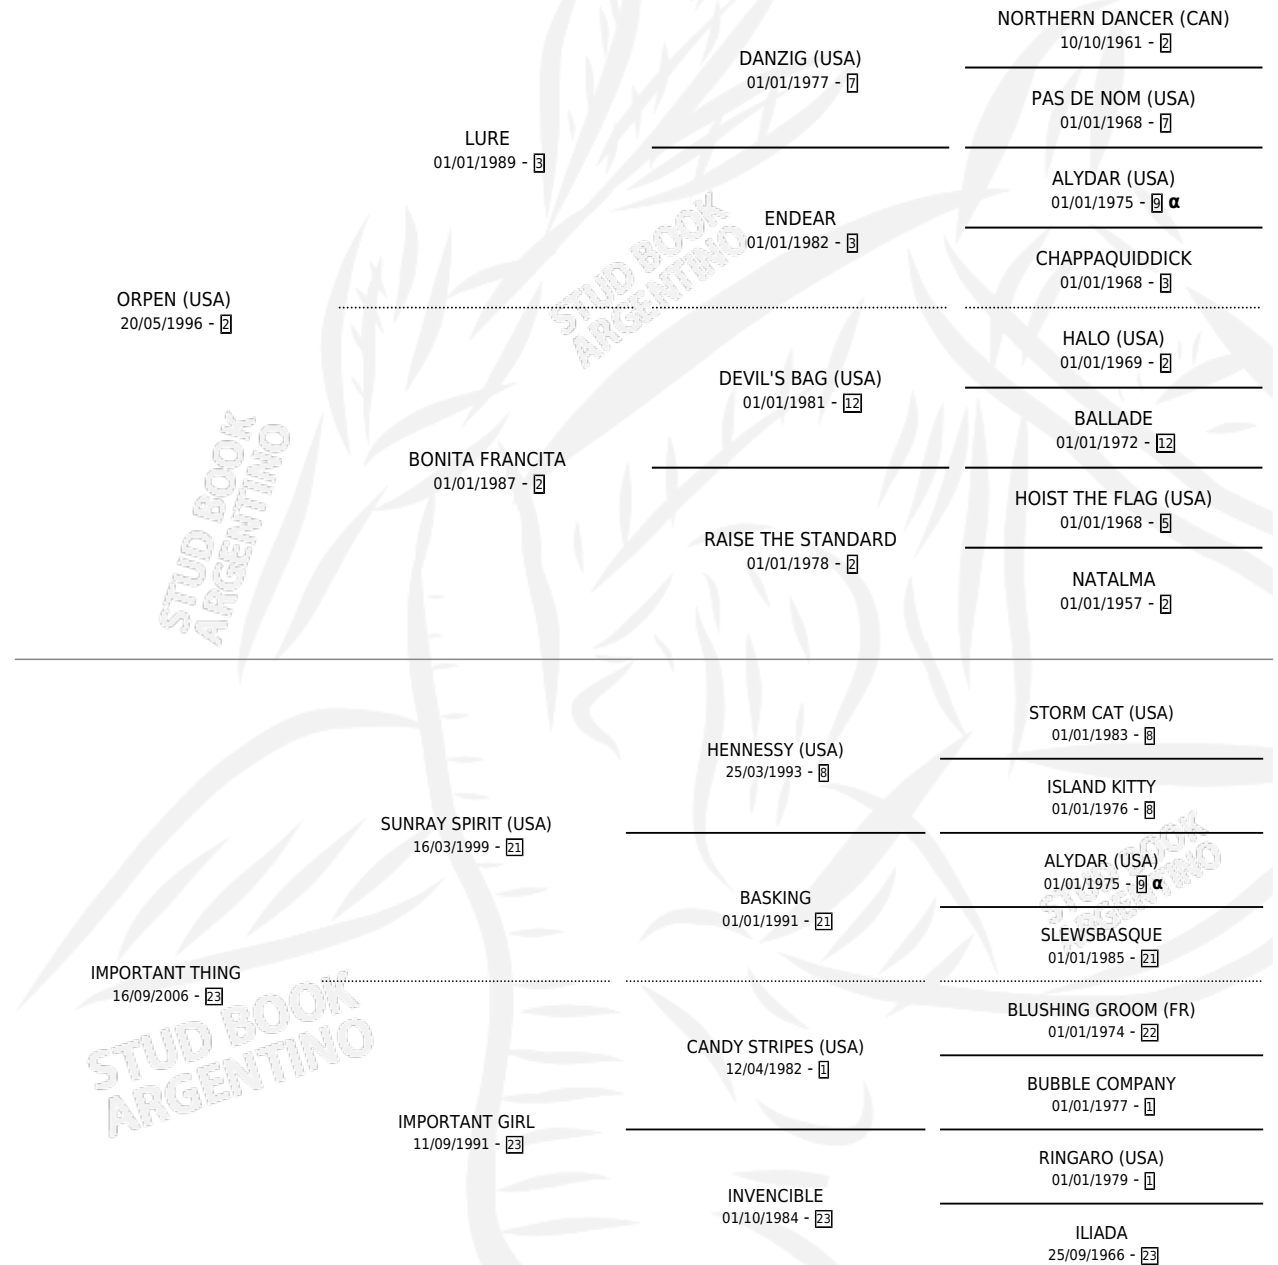 NORTHERN DANCER (CAN)
10/10/1961 - 2
DANZIG (USA)
01/01/1977 - 7
PAS DE NOM (USA)
01/01/1968 - 7
LURE
01/01/1989 - 3
ALYDAR (USA)
01/01/1975 - 9 α
ENDEAR
01/01/1982 - 3
CHAPPAQUIDDICK
01/01/1968 - 3
ORPEN (USA)
20/05/1996 - 2
HALO (USA)
01/01/1969 - 2
DEVIL'S BAG (USA)
01/01/1981 - 12
BALLADE
01/01/1972 - 12
BONITA FRANCITA
01/01/1987 - 2
HOIST THE FLAG (USA)
01/01/1968 - 5
RAISE THE STANDARD
01/01/1978 - 2
NATALMA
01/01/1957 - 2
STUD BOOK
ARGENTINO
STUD BOOK
ARGENTINO
STORM CAT (USA)
01/01/1983 - 8
HENNESSY (USA)
25/03/1993 - 8
ISLAND KITTY
01/01/1976 - 8
SUNRAY SPIRIT (USA)
16/03/1999 - 21
ALYDAR (USA)
01/01/1975 - 9 α
BASKING
01/01/1991 - 21
SLEWSBASQUE
01/01/1985 - 21
IMPORTANT THING
16/09/2006 - 23
BLUSHING GROOM (FR)
01/01/1974 - 22
CANDY STRIPES (USA)
12/04/1982 - 1
BUBBLE COMPANY
01/01/1977 - 1
IMPORTANT GIRL
11/09/1991 - 23
RINGARO (USA)
01/01/1979 - 1
INVENCIBLE
01/10/1984 - 23
ILIADA
25/09/1966 - 23
STUD BOOK
ARGENTINO
STUD BOOK
ARGENTINO